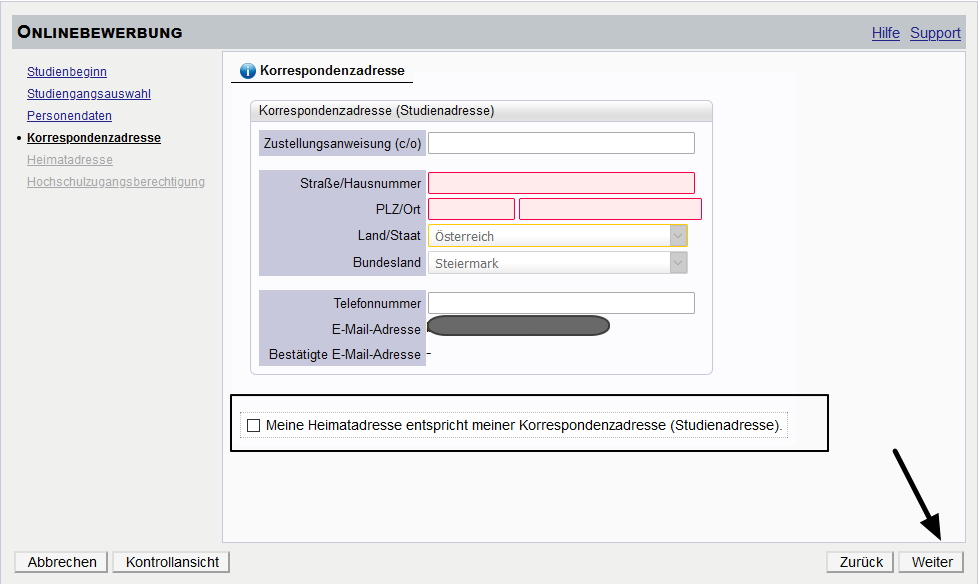 ONLINEBEWERBUNG
Hilfe Support
Studienbeginn
Studiengangsauswahl
Personendaten
Korrespondenzadresse
Heimatadresse
Hochschulzugangsberechtigung
i Korrespondenzadresse
Korrespondenzadresse (Studienadresse)
Zustellungsanweisung (c/o)
Straße/Hausnummer
PLZ/Ort
Land/Staat Österreich
Bundesland Steiermark
Telefonnummer
E-Mail-Adresse
Bestätigte E-Mail-Adresse -
Meine Heimatadresse entspricht meiner Korrespondenzadresse (Studienadresse).
Abbrechen Kontrollansicht Zurück Weiter